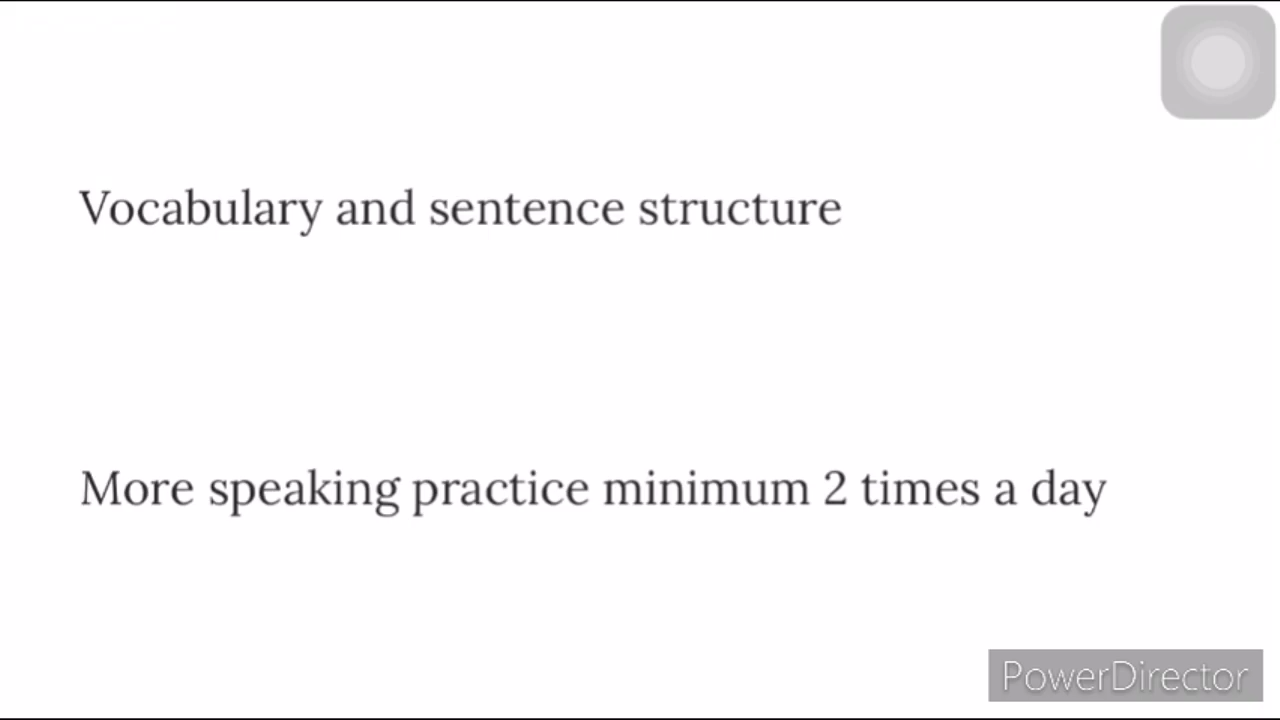 Vocabulary and sentence structure
More speaking practice minimum 2 times a day
PowerDirector